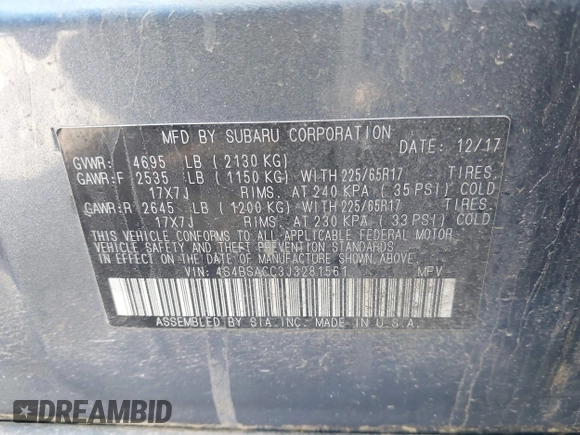 MFD BY SUBARU CORPORATION
DATE: 12/17
GVWR: 4695 LB (2130 KG)
GAWR:F 2535 LB (1150 KG) WITH 225/65R17 TIRES.
17X7J RIMS. AT 240 KPA (35 PSI) COLD
GAWR:R 2645 LB (1200 KG) WITH 225/65R17 TIRES.
17X7J RIMS. AT 230 KPA (33 PSI) COLD
THIS VEHICLE CONFORMS TO ALL APPLICABLE FEDERAL MOTOR
VEHICLE SAFETY AND THEFT PREVENTION STANDARDS
IN EFFECT ON THE DATE OF MANUFACTURE SHOWN, ABOVE.
VIN: 4S4BSACC3J3281561 MPV
ASSEMBLED BY SIA.INC. MADE IN U.S.A.
DREAMBID